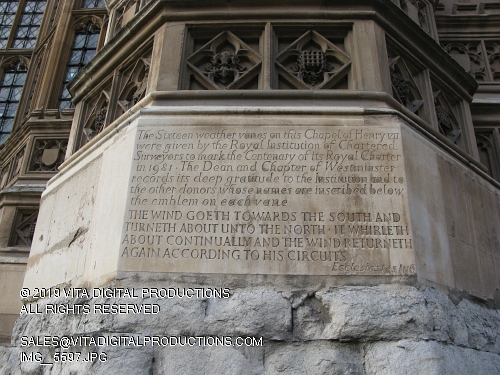 The Sixteen weather vanes on this Chapel of Henry VII
were given by the Royal Institution of Chartered
Surveyors to mark the Centenary of its Royal Charter
in 1981 · The Dean and Chapter of Westminster
records its deep gratitude to the Institution and to
the other donors whose names are inscribed below
the emblem on each vane
THE WIND GOETH TOWARDS THE SOUTH AND
TURNETH ABOUT UNTO THE NORTH · IT WHIRLETH
ABOUT CONTINUALLY AND THE WIND RETURNETH
AGAIN ACCORDING TO HIS CIRCUITS
Ecclesiastes 1 v 6
© 2019 VITA DIGITAL PRODUCTIONS
ALL RIGHTS RESERVED
SALES@VITADIGITALPRODUCTIONS.COM
IMG_5597.JPG